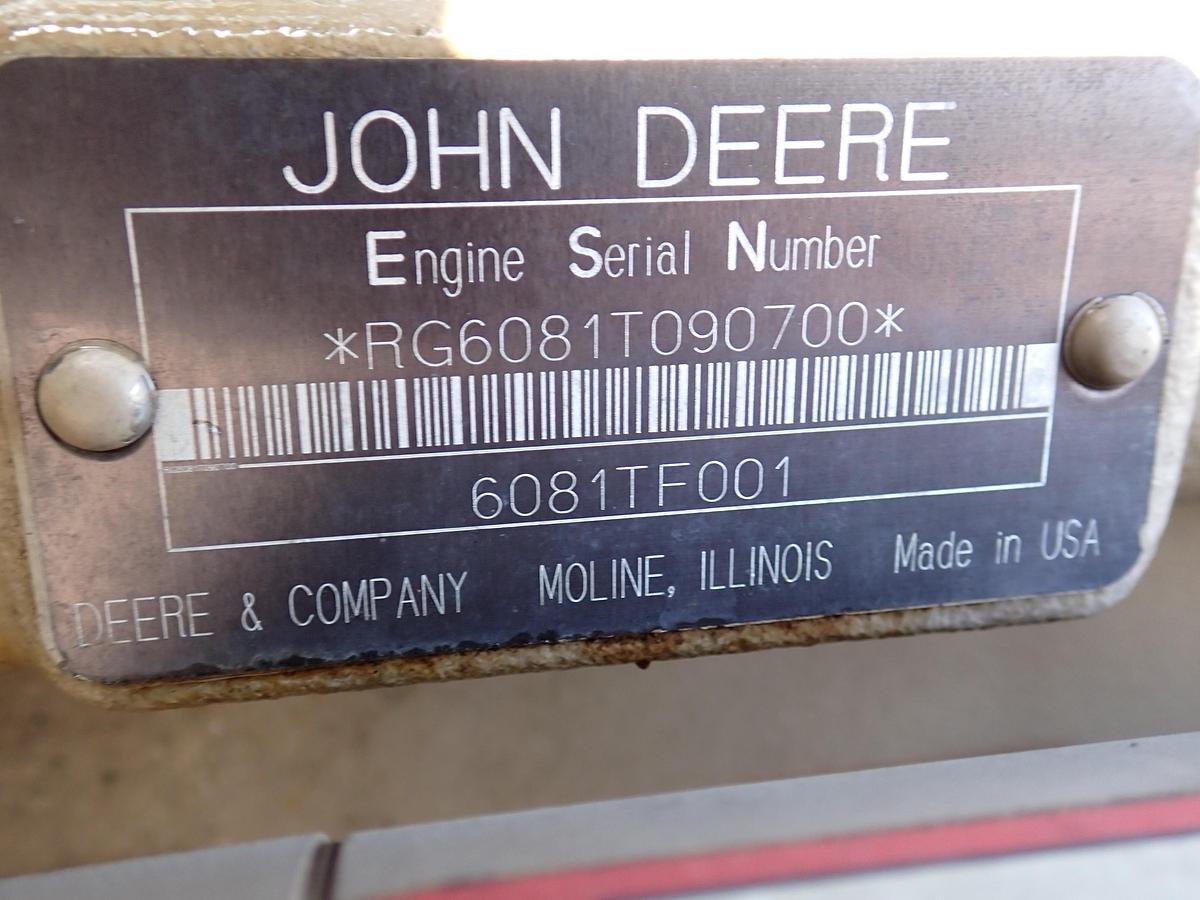 JOHN DEERE
Engine Serial Number
*RG6081T090700*
6081TF001
DEERE & COMPANY MOLINE, ILLINOIS Made in USA